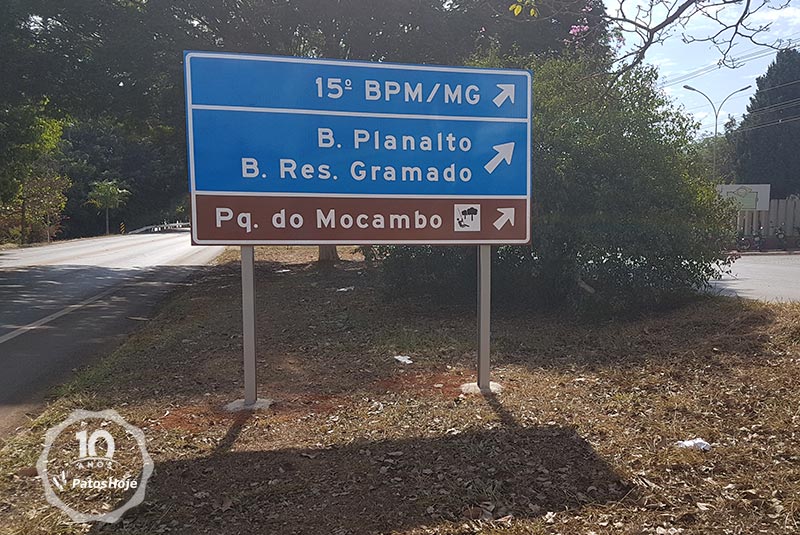 15º BPM/MG
B. Planalto
B. Res. Gramado
Pq. do Mocambo
10
ANOS
PatosHoje